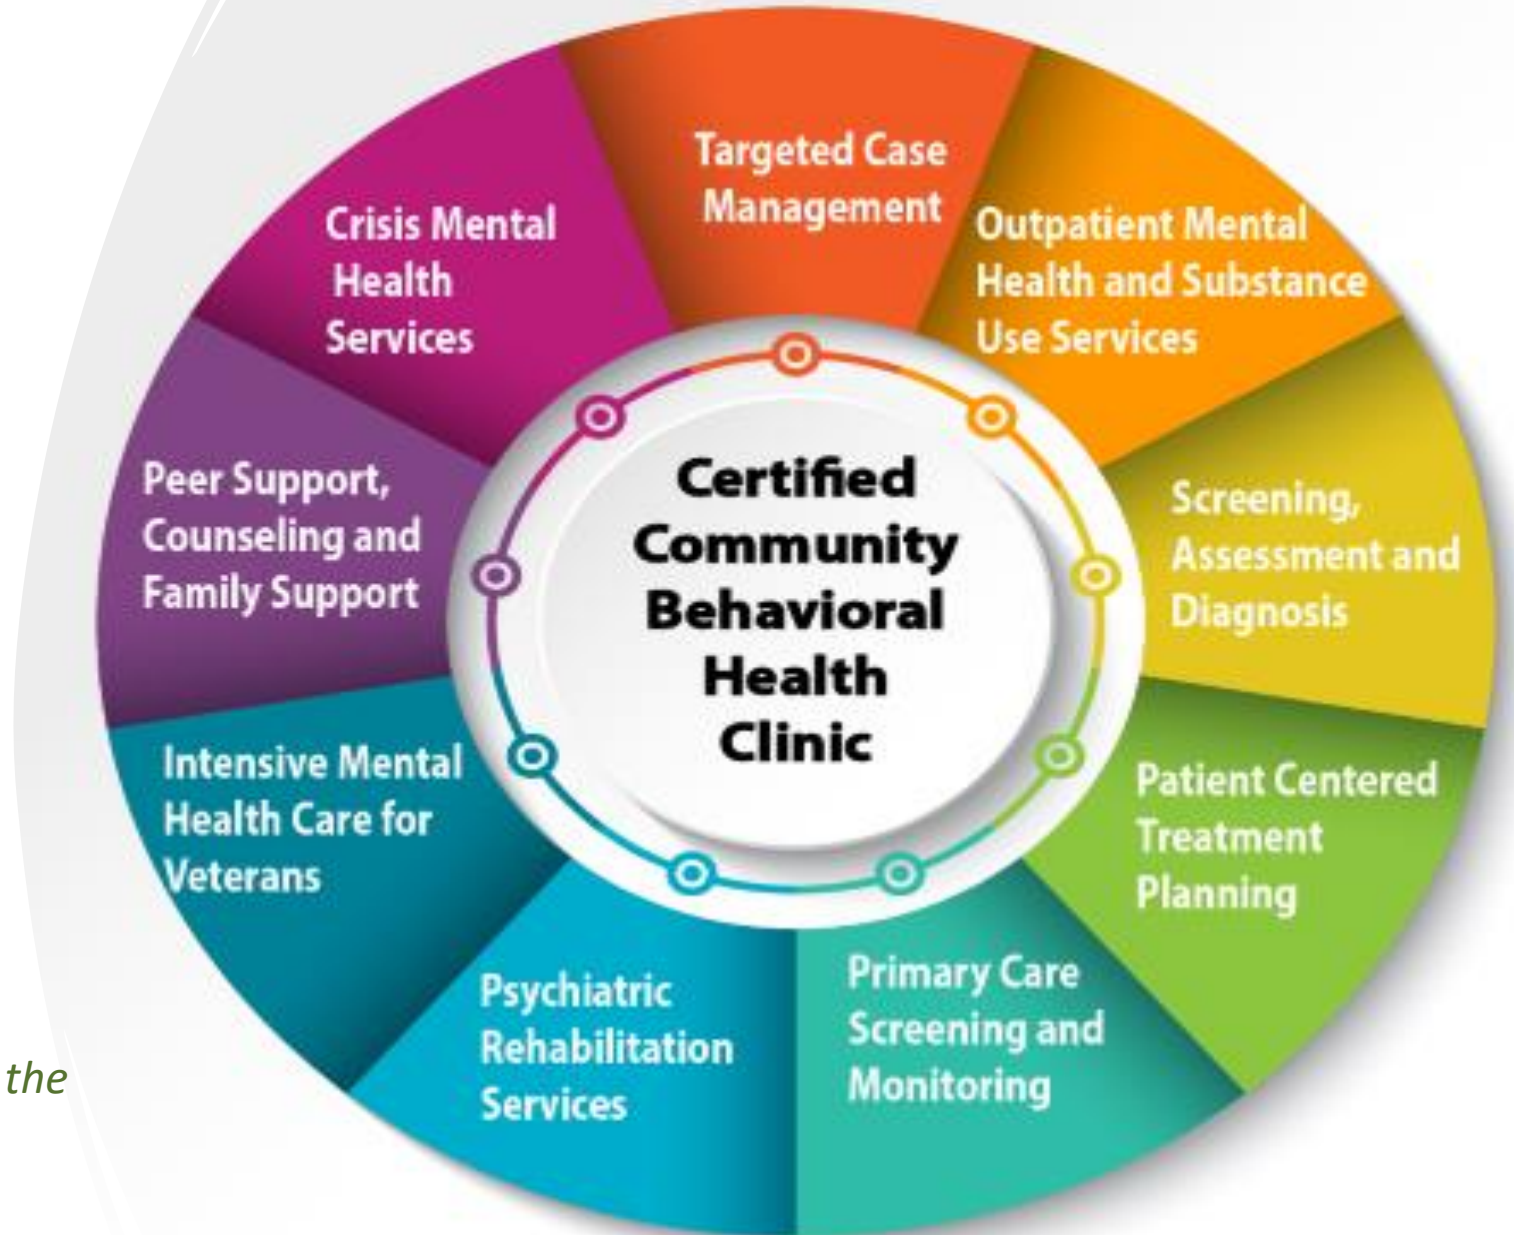 Targeted Case
Management
Outpatient Mental
Health and Substance
Use Services
Screening,
Assessment and
Diagnosis
Patient Centered
Treatment
Planning
Primary Care
Screening and
Monitoring
Psychiatric
Rehabilitation
Services
Intensive Mental
Health Care for
Veterans
Peer Support,
Counseling and
Family Support
Crisis Mental
Health
Services
Certified
Community
Behavioral
Health
Clinic
the